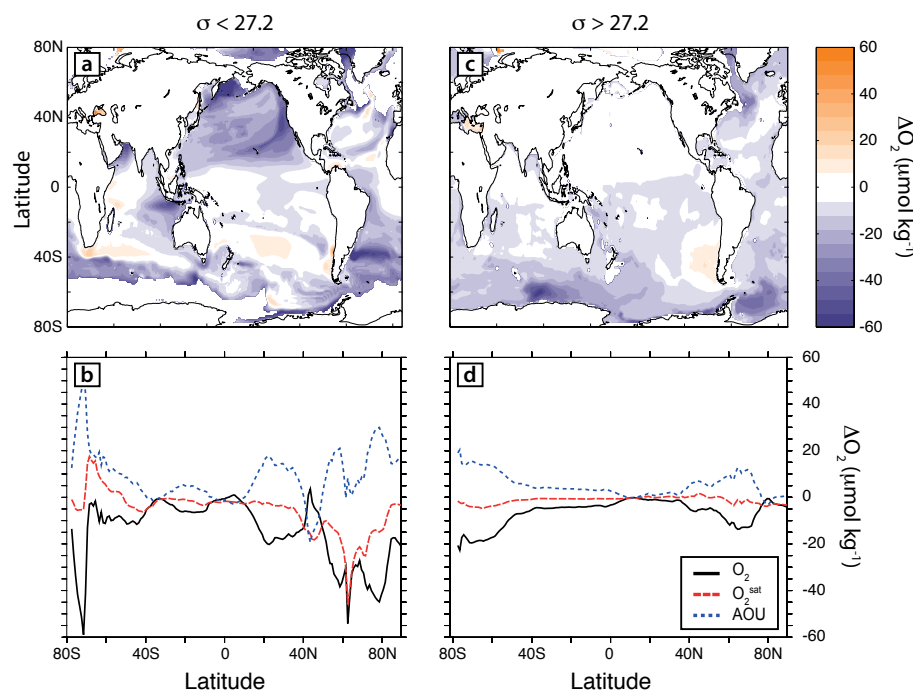 σ < 27.2
σ > 27.2
a
c
80N
40N
0
40S
80S
Latitude
60
40
20
0
-20
-40
-60
ΔO₂ (μmol kg⁻¹)
b
d
60
40
20
0
-20
-40
-60
ΔO₂ (μmol kg⁻¹)
O₂
O₂ˢᵃᵗ
AOU
80S 40S 0 40N 80N
80S 40S 0 40N 80N
Latitude
Latitude